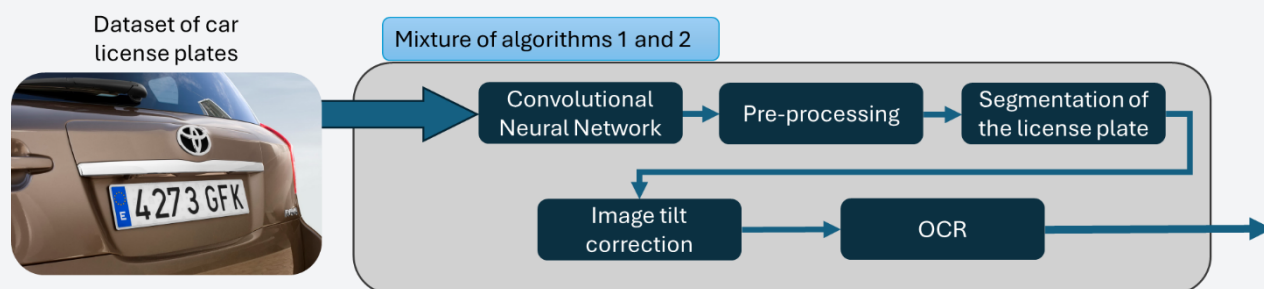 Dataset of car
license plates
Mixture of algorithms 1 and 2
Convolutional
Neural Network
Pre-processing
Segmentation of
the license plate
E
4273 GFK
Image tilt
correction
OCR